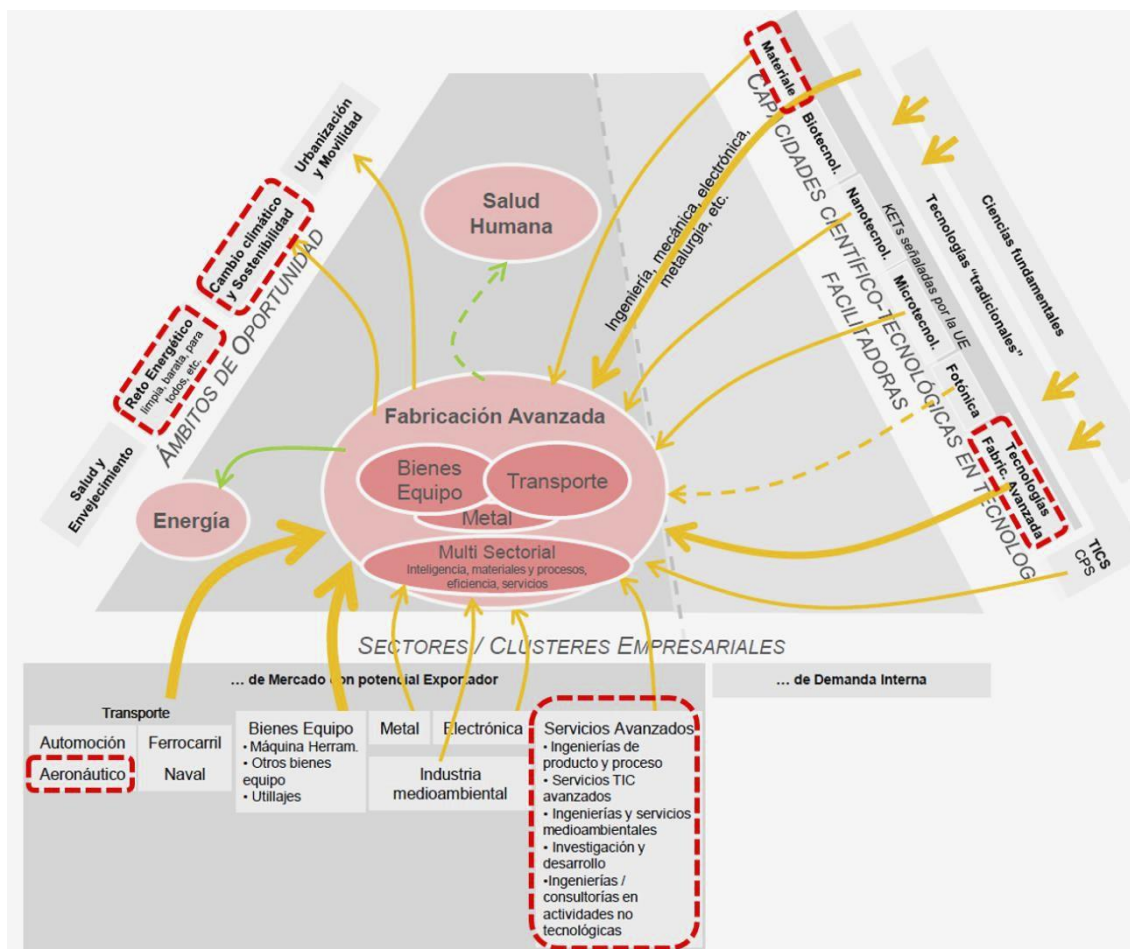 Urbanización
y Movilidad
Cambio climático
y Sostenibilidad
Reto Energético
limpia, barata, para
todos, etc.
Salud y
Envejecimiento
ÁMBITOS DE OPORTUNIDAD
Salud
Humana
Energía
Fabricación Avanzada
Bienes
Equipo
Transporte
Metal
Multi Sectorial
Inteligencia, materiales y procesos,
eficiencia, servicios
Ingeniería, mecánica, electrónica,
metalurgia, etc.
CAPACIDADES CIENTÍFICO-TECNOLÓGICAS EN TECNOLOG
FACILITADORAS
Materiale
Biotecnol.
Nanotecnol.
Microtecnol.
Fotónica
Tecnologías
Fabric. Avanzada
KETs señaladas por la UE
Tecnologías "tradicionales"
Ciencias fundamentales
TICS
CPS
SECTORES / CLÚSTERES EMPRESARIALES
… de Mercado con potencial Exportador
… de Demanda Interna
Transporte
Automoción
Ferrocarril
Aeronáutico
Naval
Bienes Equipo
• Máquina Herram.
• Otros bienes
equipo
• Utillajes
Metal
Electrónica
Industria
medioambiental
Servicios Avanzados
• Ingenierías de
producto y proceso
• Servicios TIC
avanzados
• Ingenierías y servicios
medioambientales
• Investigación y
desarrollo
•Ingenierías /
consultorías en
actividades no
tecnológicas